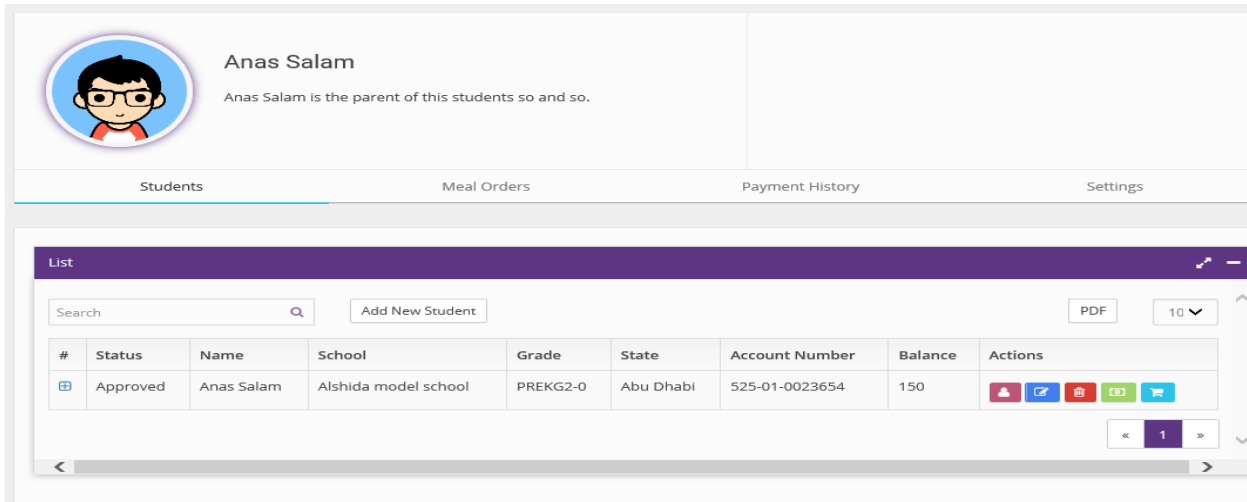 Anas Salam
Anas Salam is the parent of this students so and so.
Students Meal Orders Payment History Settings
List
Search Add New Student PDF 10
# Status Name School Grade State Account Number Balance Actions
Approved Anas Salam Alshida model school PREKG2-0 Abu Dhabi 525-01-0023654 150
« 1 »